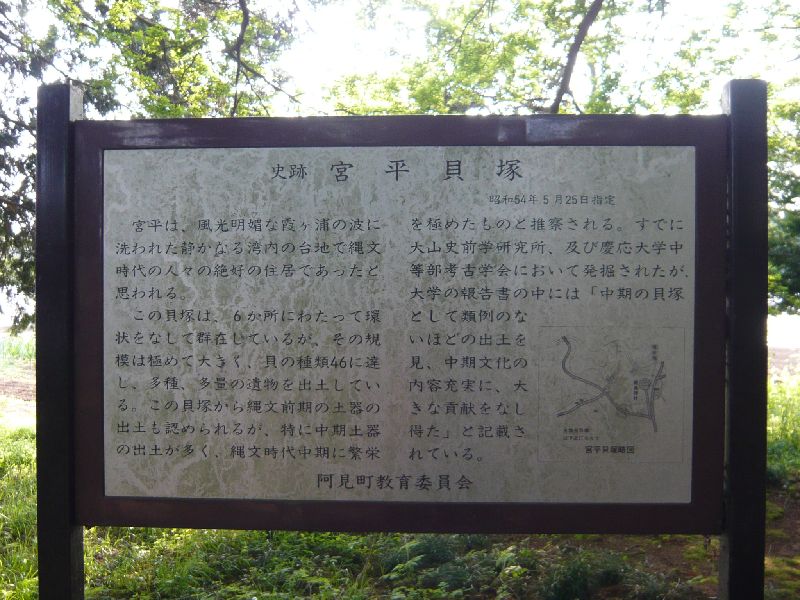 史跡 宮平貝塚
昭和54年5月25日指定
宮平は、風光明媚な霞ヶ浦の波に
洗われた静かなる湾内の台地で縄文
時代の人々の絶好の住居であったと
思われる。
この貝塚は、6か所にわたって環
状をなして群在しているが、その規
模は極めて大きく、貝の種類46に達
し、多種、多量の遺物を出土してい
る。この貝塚から縄文前期の土器の
出土も認められるが、特に中期土器
の出土が多く、縄文時代中期に繁栄
を極めたものと推察される。すでに
大山史前学研究所、及び慶応大学中
等部考古学会において発掘されたが、
大学の報告書の中には「中期の貝塚
として類例のな
いほどの出土を
見、中期文化の
内容充実に、大
きな貢献をなし
得た」と記載さ
れている。
宮平貝塚略図
阿見町教育委員会